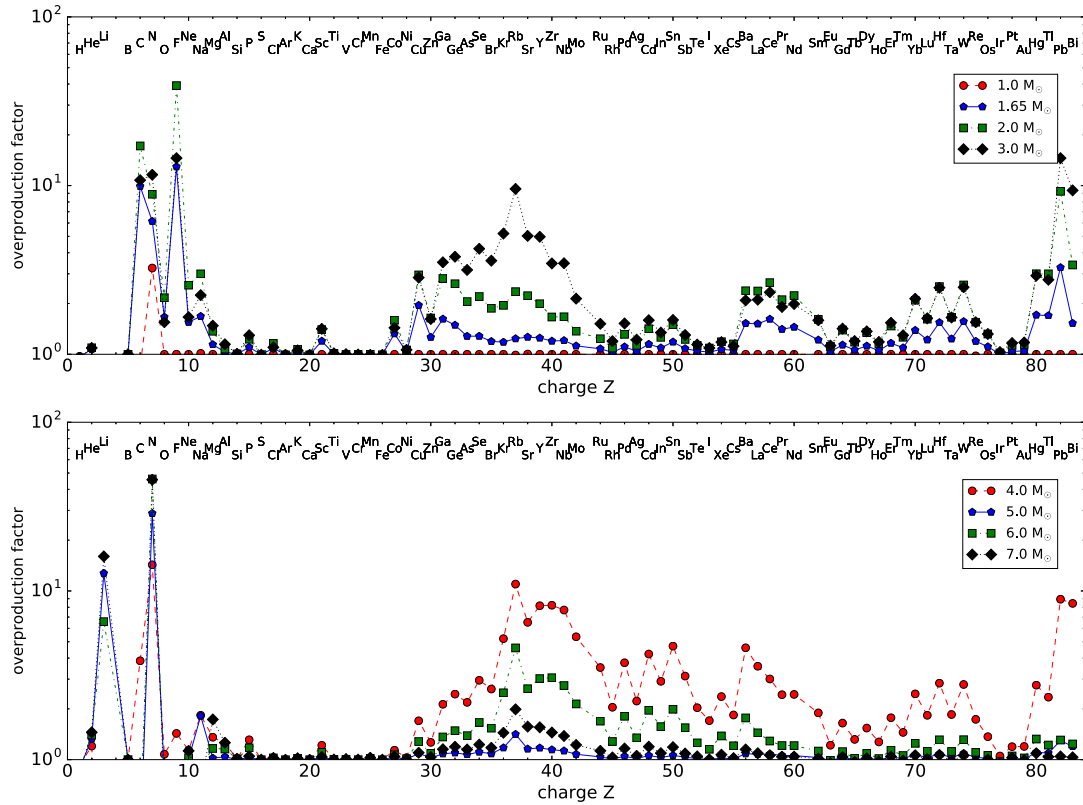 10²
H He Li B C N O F Ne Na Mg Al Si P S Cl Ar K Ca Sc Ti V Cr Mn Fe Co Ni Cu Zn Ga Ge As Se Br Kr Rb Sr Y Zr Nb Mo Ru Rh Pd Ag Cd In Sn Sb Te I Xe Cs Ba La Ce Pr Nd Sm Eu Gd Tb Dy Ho Er Tm Yb Lu Hf Ta W Re Os Ir Pt Au Hg Tl Pb Bi
1.0 M☉
1.65 M☉
2.0 M☉
3.0 M☉
10¹
overproduction factor
10⁰
0 10 20 30 40 50 60 70 80
charge Z
10²
H He Li B C N O F Ne Na Mg Al Si P S Cl Ar K Ca Sc Ti V Cr Mn Fe Co Ni Cu Zn Ga Ge As Se Br Kr Rb Sr Y Zr Nb Mo Ru Rh Pd Ag Cd In Sn Sb Te I Xe Cs Ba La Ce Pr Nd Sm Eu Gd Tb Dy Ho Er Tm Yb Lu Hf Ta W Re Os Ir Pt Au Hg Tl Pb Bi
4.0 M☉
5.0 M☉
6.0 M☉
7.0 M☉
10¹
overproduction factor
10⁰
0 10 20 30 40 50 60 70 80
charge Z